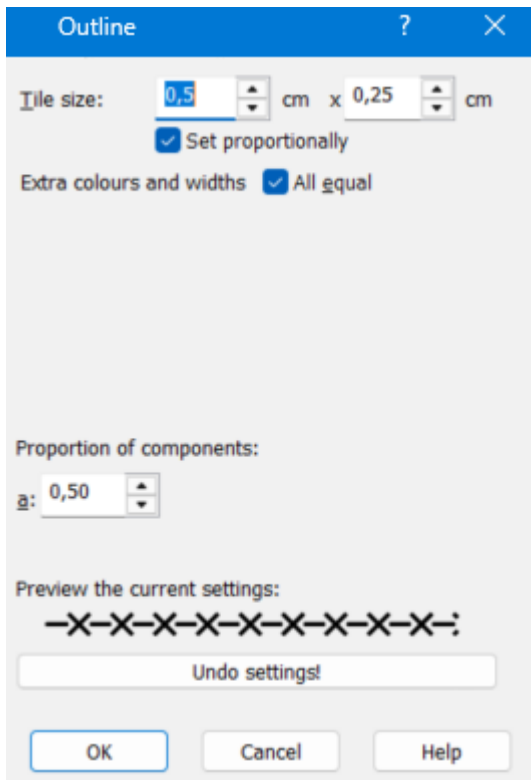 Outline ?
Tile size: 0,5 cm x 0,25 cm
Set proportionally
Extra colours and widths All equal
Proportion of components:
a: 0,50
Preview the current settings:
Undo settings!
OK Cancel Help